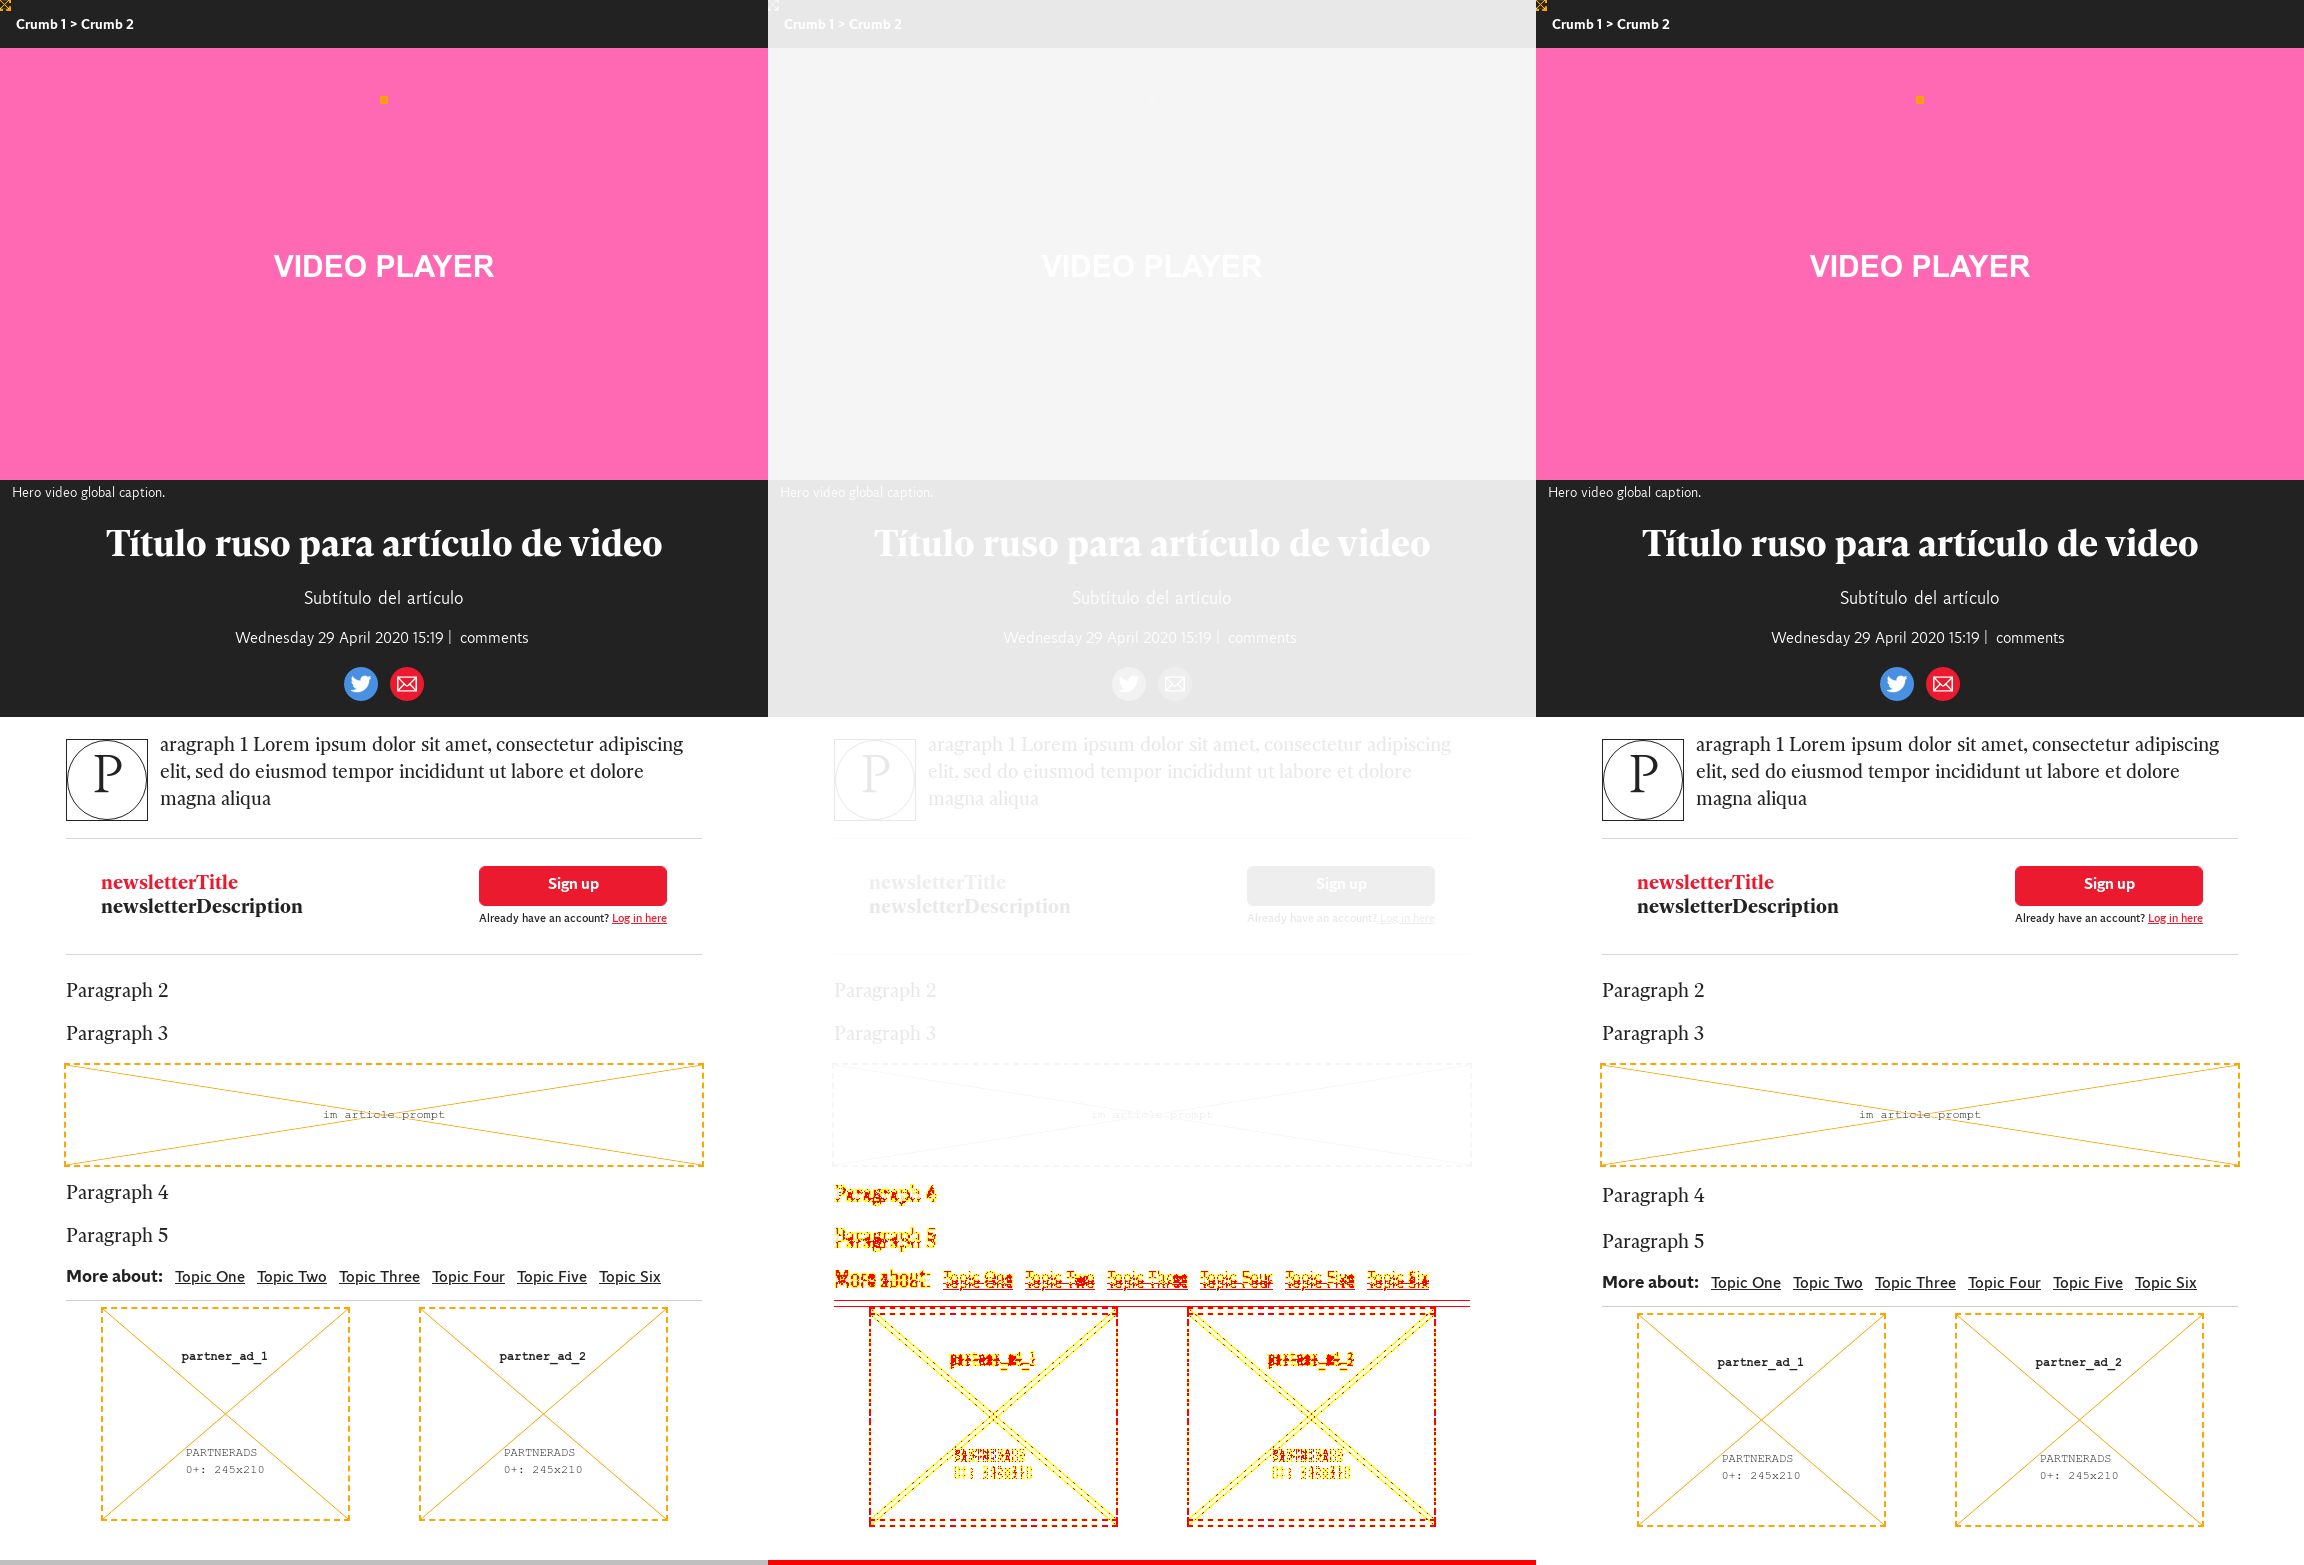 Crumb 1 > Crumb 2
VIDEO PLAYER
Hero video global caption.
Título ruso para artículo de video
Subtítulo del artículo
Wednesday 29 April 2020 15:19 | comments
P
aragraph 1 Lorem ipsum dolor sit amet, consectetur adipiscing
elit, sed do eiusmod tempor incididunt ut labore et dolore
magna aliqua
newsletterTitle
newsletterDescription
Sign up
Already have an account? Log in here
Paragraph 2
Paragraph 3
im article prompt
Paragraph 4
Paragraph 5
More about: Topic One Topic Two Topic Three Topic Four Topic Five Topic Six
partner_ad_1
PARTNERADS
0+: 245x210
partner_ad_2
PARTNERADS
0+: 245x210
Crumb 1 > Crumb 2
VIDEO PLAYER
Hero video global caption.
Título ruso para artículo de video
Subtítulo del artículo
Wednesday 29 April 2020 15:19 | comments
P
aragraph 1 Lorem ipsum dolor sit amet, consectetur adipiscing
elit, sed do eiusmod tempor incididunt ut labore et dolore
magna aliqua
newsletterTitle
newsletterDescription
Sign up
Already have an account? Log in here
Paragraph 2
Paragraph 3
im article prompt
Paragraph 4
Paragraph 5
More about: Topic One Topic Two Topic Three Topic Four Topic Five Topic Six
partner_ad_1
PARTNERADS
0+: 245x210
partner_ad_2
PARTNERADS
0+: 245x210
Crumb 1 > Crumb 2
VIDEO PLAYER
Hero video global caption.
Título ruso para artículo de video
Subtítulo del artículo
Wednesday 29 April 2020 15:19 | comments
P
aragraph 1 Lorem ipsum dolor sit amet, consectetur adipiscing
elit, sed do eiusmod tempor incididunt ut labore et dolore
magna aliqua
newsletterTitle
newsletterDescription
Sign up
Already have an account? Log in here
Paragraph 2
Paragraph 3
im article prompt
Paragraph 4
Paragraph 5
More about: Topic One Topic Two Topic Three Topic Four Topic Five Topic Six
partner_ad_1
PARTNERADS
0+: 245x210
partner_ad_2
PARTNERADS
0+: 245x210